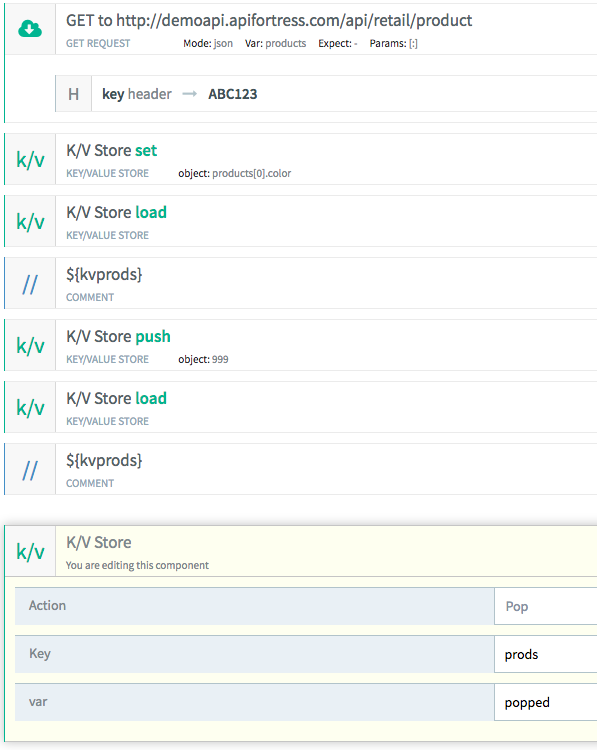 GET to http://demoapi.apifortress.com/api/retail/product
GET REQUEST Mode: json Var: products Expect: - Params: [:]
H key header → ABC123
k/v K/V Store set
KEY/VALUE STORE object: products[0].color
k/v K/V Store load
KEY/VALUE STORE
// ${kvprods}
COMMENT
k/v K/V Store push
KEY/VALUE STORE object: 999
k/v K/V Store load
KEY/VALUE STORE
// ${kvprods}
COMMENT
k/v K/V Store
You are editing this component
Action Pop
Key prods
var popped